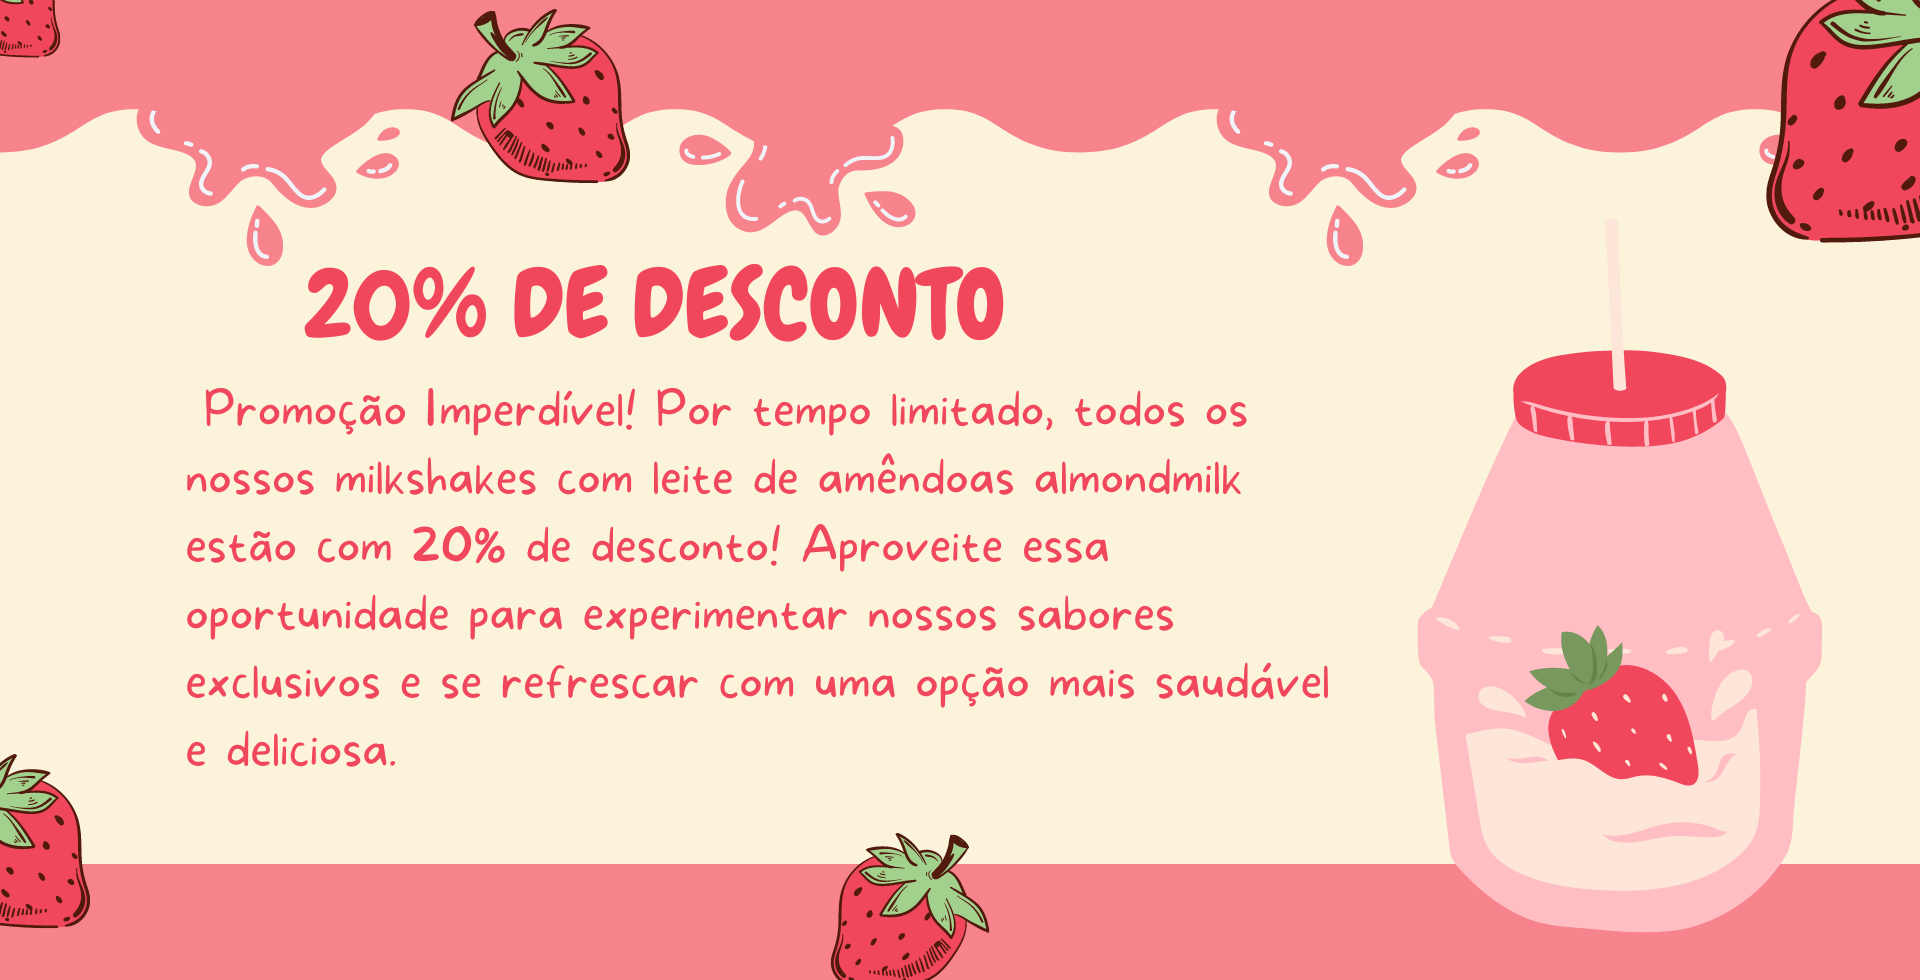 20% DE DESCONTO
Promoção Imperdível! Por tempo limitado, todos os
nossos milkshakes com leite de amêndoas almondmilk
estão com 20% de desconto! Aproveite essa
oportunidade para experimentar nossos sabores
exclusivos e se refrescar com uma opção mais saudável
e deliciosa.